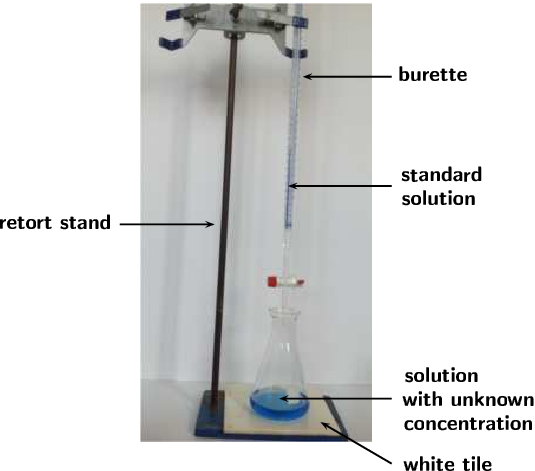 burette
standard
solution
retort stand
solution
with unknown
concentration
white tile